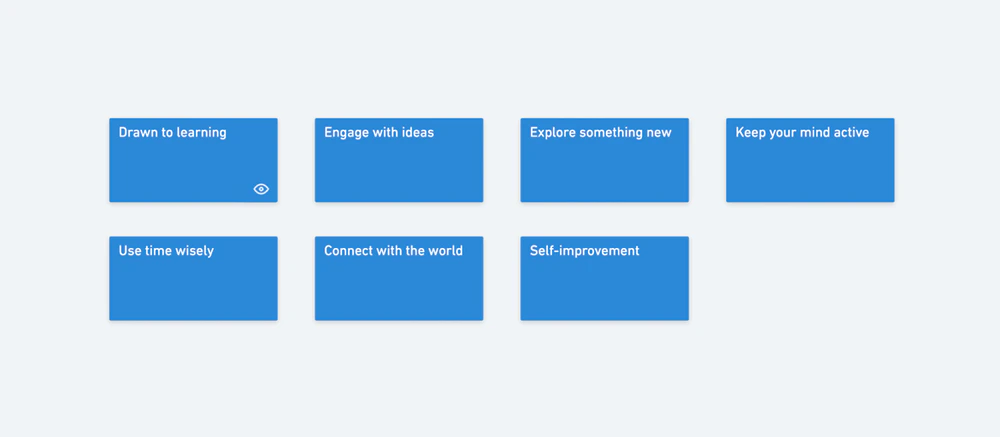 Drawn to learning
Engage with ideas
Explore something new
Keep your mind active
Use time wisely
Connect with the world
Self-improvement